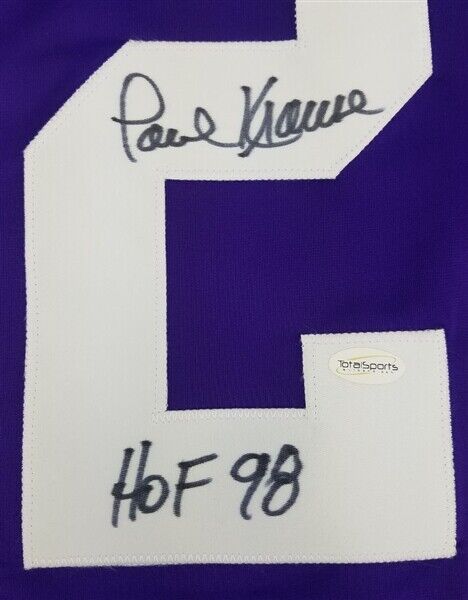 Paul Krause
TotalSports
HOF 98